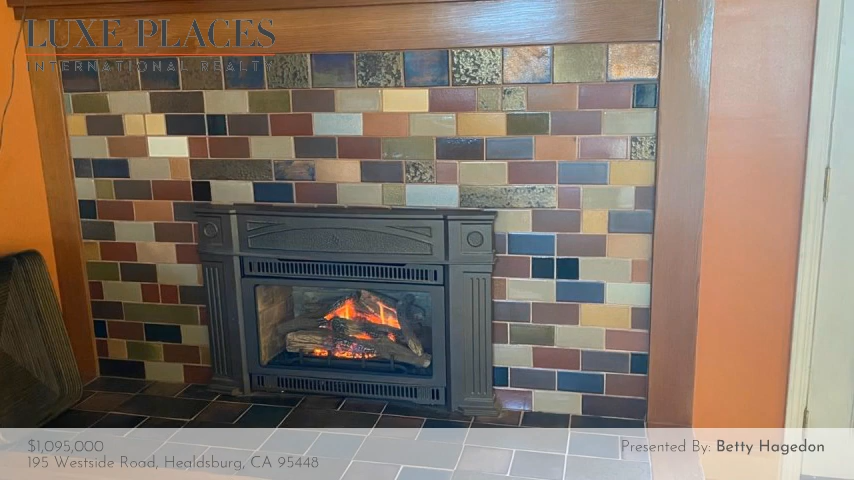 LUXE PLACES
INTERNATIONAL REALTY
$1,095,000
195 Westside Road, Healdsburg, CA 95448
Presented By: Betty Hagedon